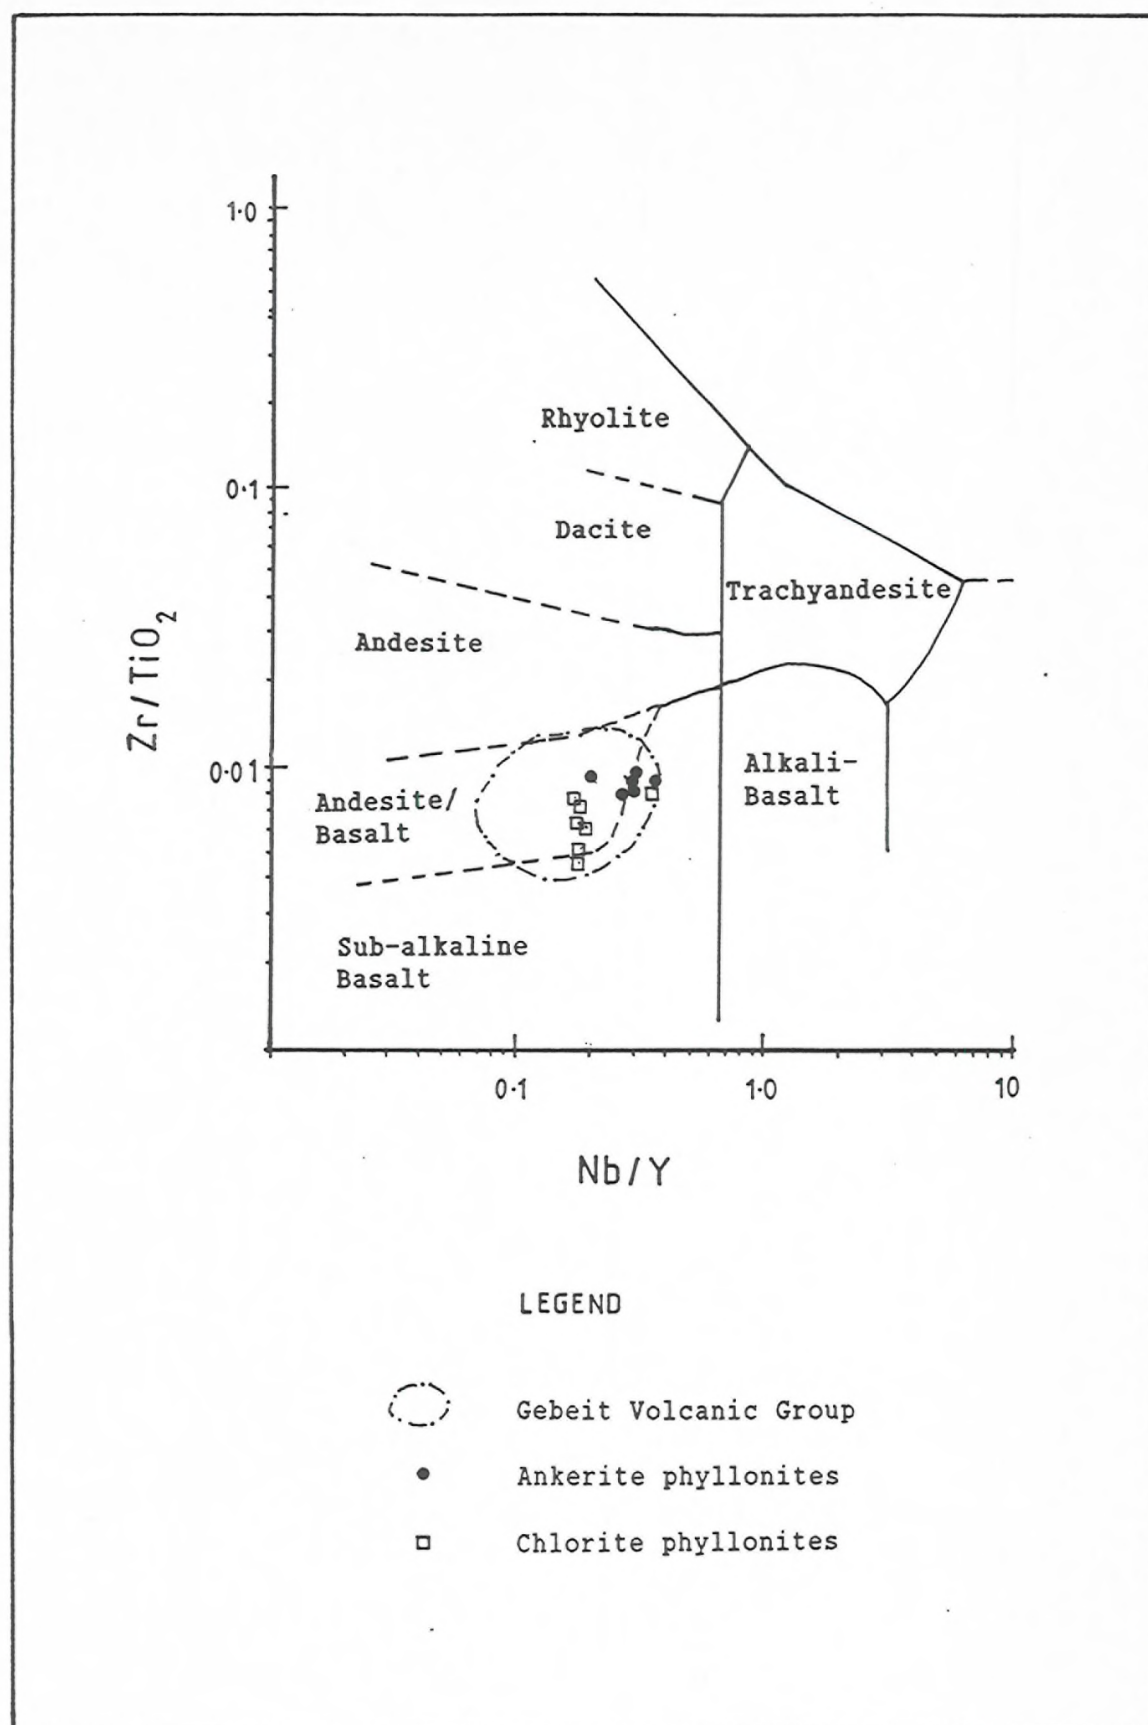 1·0
Rhyolite
0·1
Dacite
Trachyandesite
Andesite
Zr/TiO₂
0·01
Alkali-
Basalt
Andesite/
Basalt
Sub-alkaline
Basalt
0·1
1·0
10
Nb/Y
LEGEND
Gebeit Volcanic Group
Ankerite phyllonites
Chlorite phyllonites